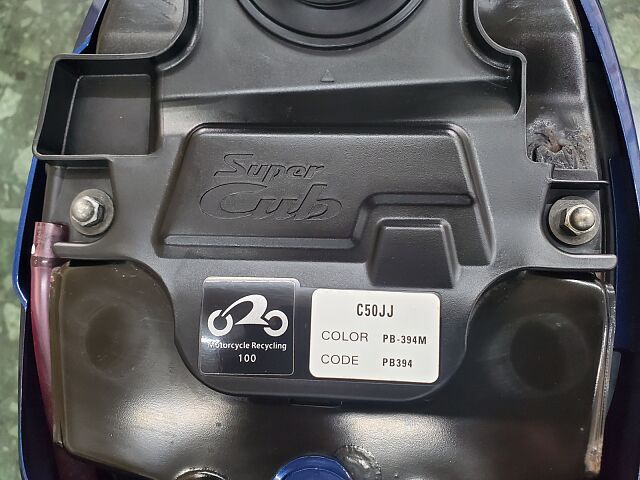 Super
Cub
Motorcycle Recycling
100
C50JJ
COLOR PB-394M
CODE PB394